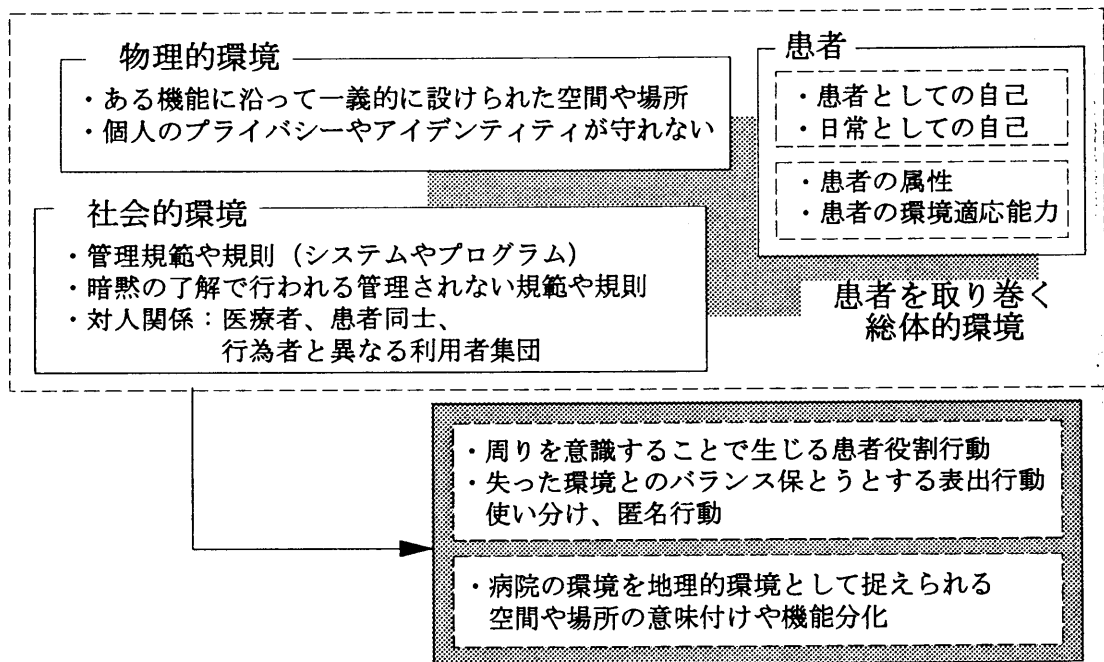 物理的環境
・ある機能に沿って一義的に設けられた空間や場所
・個人のプライバシーやアイデンティティが守れない
患者
・患者としての自己
・日常としての自己
・患者の属性
・患者の環境適応能力
社会的環境
・管理規範や規則（システムやプログラム）
・暗黙の了解で行われる管理されない規範や規則
・対人関係：医療者、患者同士、
行為者と異なる利用者集団
患者を取り巻く
総体的環境
・周りを意識することで生じる患者役割行動
・失った環境とのバランス保とうとする表出行動
使い分け、匿名行動
・病院の環境を地理的環境として捉えられる
空間や場所の意味付けや機能分化